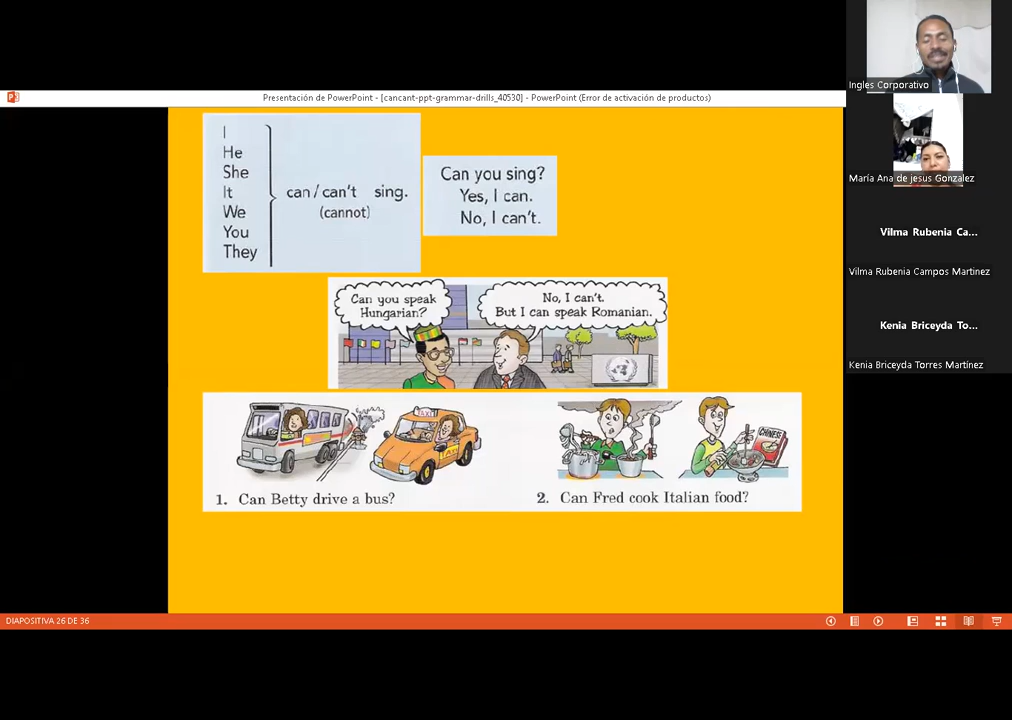 Presentación de PowerPoint - [cancant-ppt-grammar-drills_40530] - PowerPoint (Error de activación de productos)
I
He
She
It
We
You
They
can / can't sing.
(cannot)
Can you sing?
Yes, I can.
No, I can't.
Can you speak
Hungarian?
No, I can't.
But I can speak Romanian.
TAXI
TAXI
CHINESE
1. Can Betty drive a bus?
2. Can Fred cook Italian food?
DIAPOSITIVA 26 DE 36
Ingles Corporativo
María Ana de jesus Gonzalez
Vilma Rubenia Ca...
Vilma Rubenia Campos Martinez
Kenia Briceyda To...
Kenia Briceyda Torres Martínez